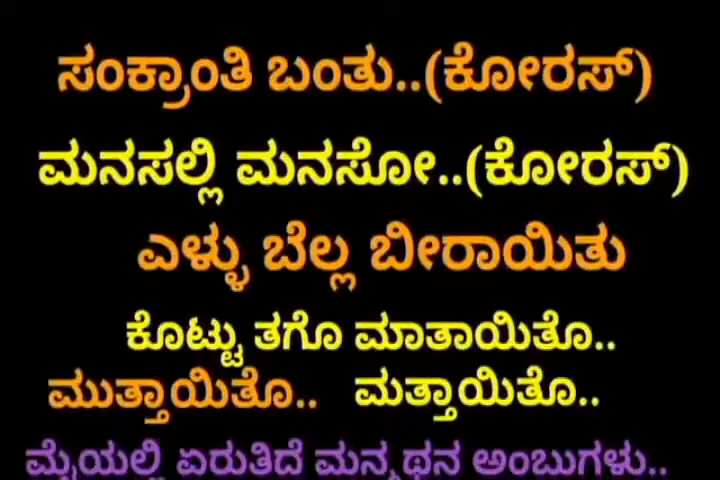 ಸಂಕ್ರಾಂತಿ ಬಂತು..(ಕೋರಸ್)
ಮನಸಲ್ಲಿ ಮನಸೋ..(ಕೋರಸ್)
ಎಳ್ಳು ಬೆಲ್ಲ ಬೀರಾಯಿತು
ಕೊಟ್ಟು ತಗೊ ಮಾತಾಯಿತೊ..
ಮುತ್ತಾಯಿತೊ.. ಮತ್ತಾಯಿತೊ..
ಮೈಯಲ್ಲಿ ಏರುತಿದೆ ಮನ್ಮಥನ ಅಂಬುಗಳು..